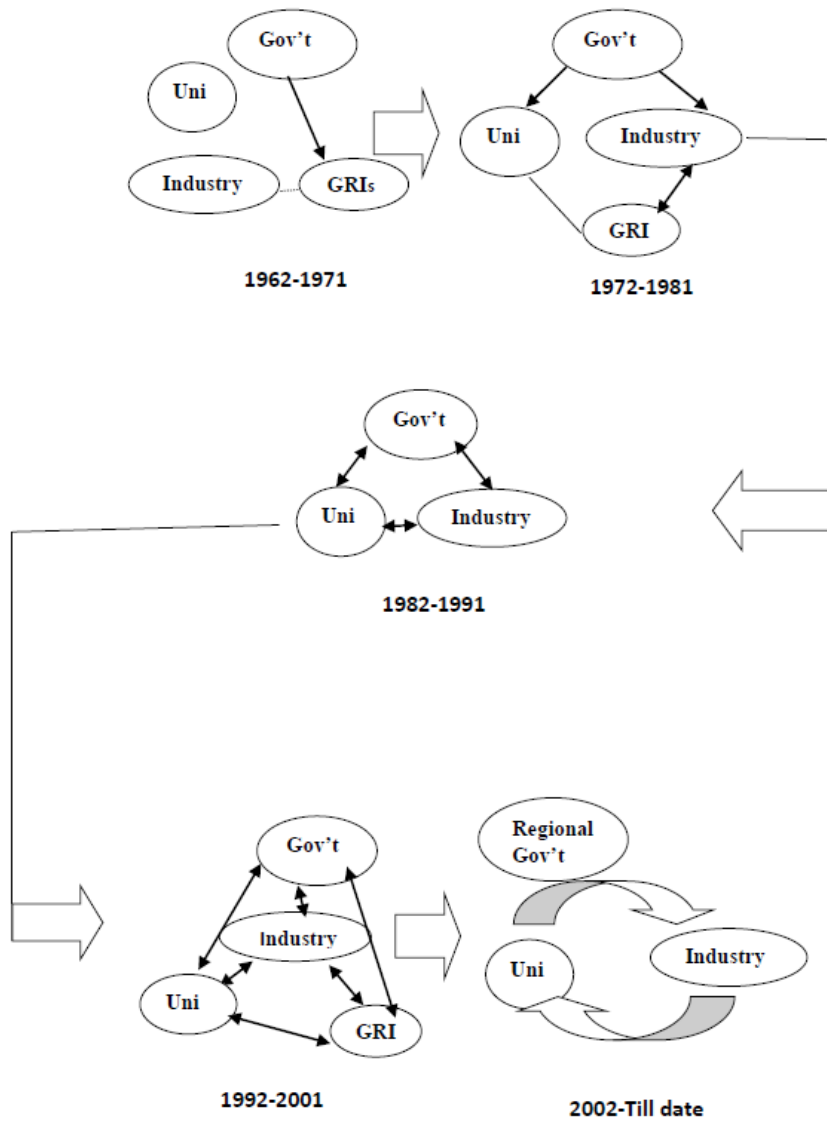 Gov't
Uni
Industry
GRIs
1962-1971
Gov't
Uni
Industry
GRI
1972-1981
Gov't
Uni
Industry
1982-1991
Gov't
Industry
Uni
GRI
1992-2001
Regional
Gov't
Uni
Industry
2002-Till date